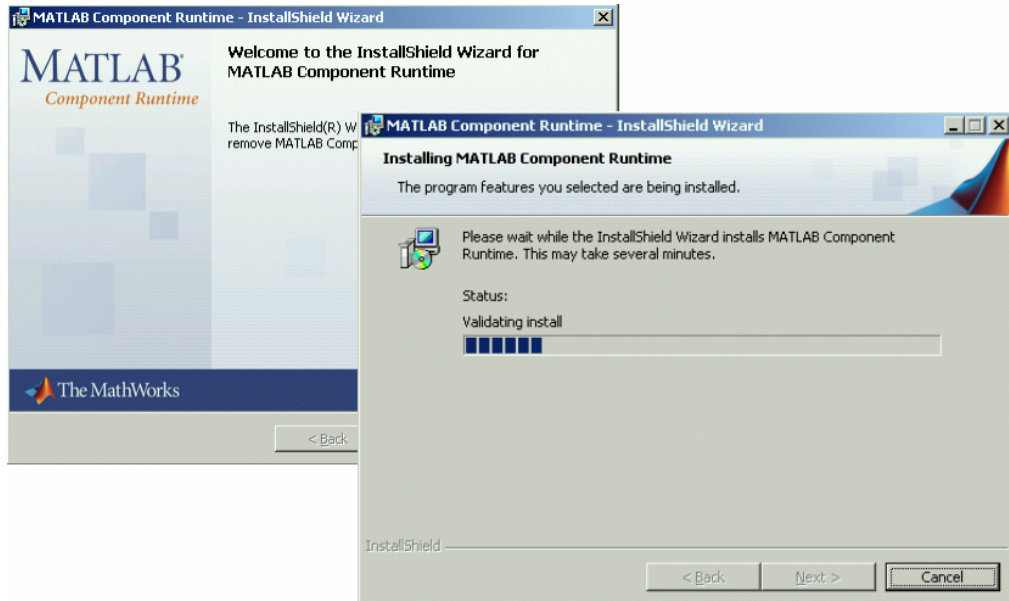 MATLAB Component Runtime - InstallShield Wizard
MATLAB
Component Runtime
Welcome to the InstallShield Wizard for
MATLAB Component Runtime
The InstallShield(R) W
remove MATLAB Comp
The MathWorks
< Back
MATLAB Component Runtime - InstallShield Wizard
Installing MATLAB Component Runtime
The program features you selected are being installed.
Please wait while the InstallShield Wizard installs MATLAB Component
Runtime. This may take several minutes.
Status:
Validating install
InstallShield
< Back
Next >
Cancel